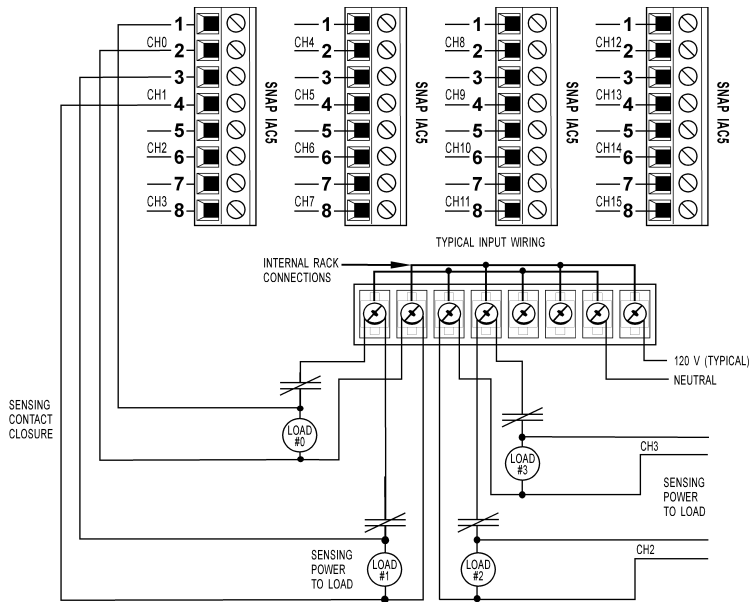 1
CH0 2
3
CH1 4
5
CH2 6
7
CH3 8
SNAP IAC5
1
CH4 2
3
CH5 4
5
CH6 6
7
CH7 8
SNAP IAC5
1
CH8 2
3
CH9 4
5
CH10 6
7
CH11 8
SNAP IAC5
1
CH12 2
3
CH13 4
5
CH14 6
7
CH15 8
SNAP IAC5
TYPICAL INPUT WIRING
INTERNAL RACK
CONNECTIONS
120 V (TYPICAL)
NEUTRAL
SENSING
CONTACT
CLOSURE
LOAD
#0
LOAD
#3
CH3
SENSING
POWER
TO LOAD
SENSING
POWER
TO LOAD
LOAD
#1
LOAD
#2
CH2